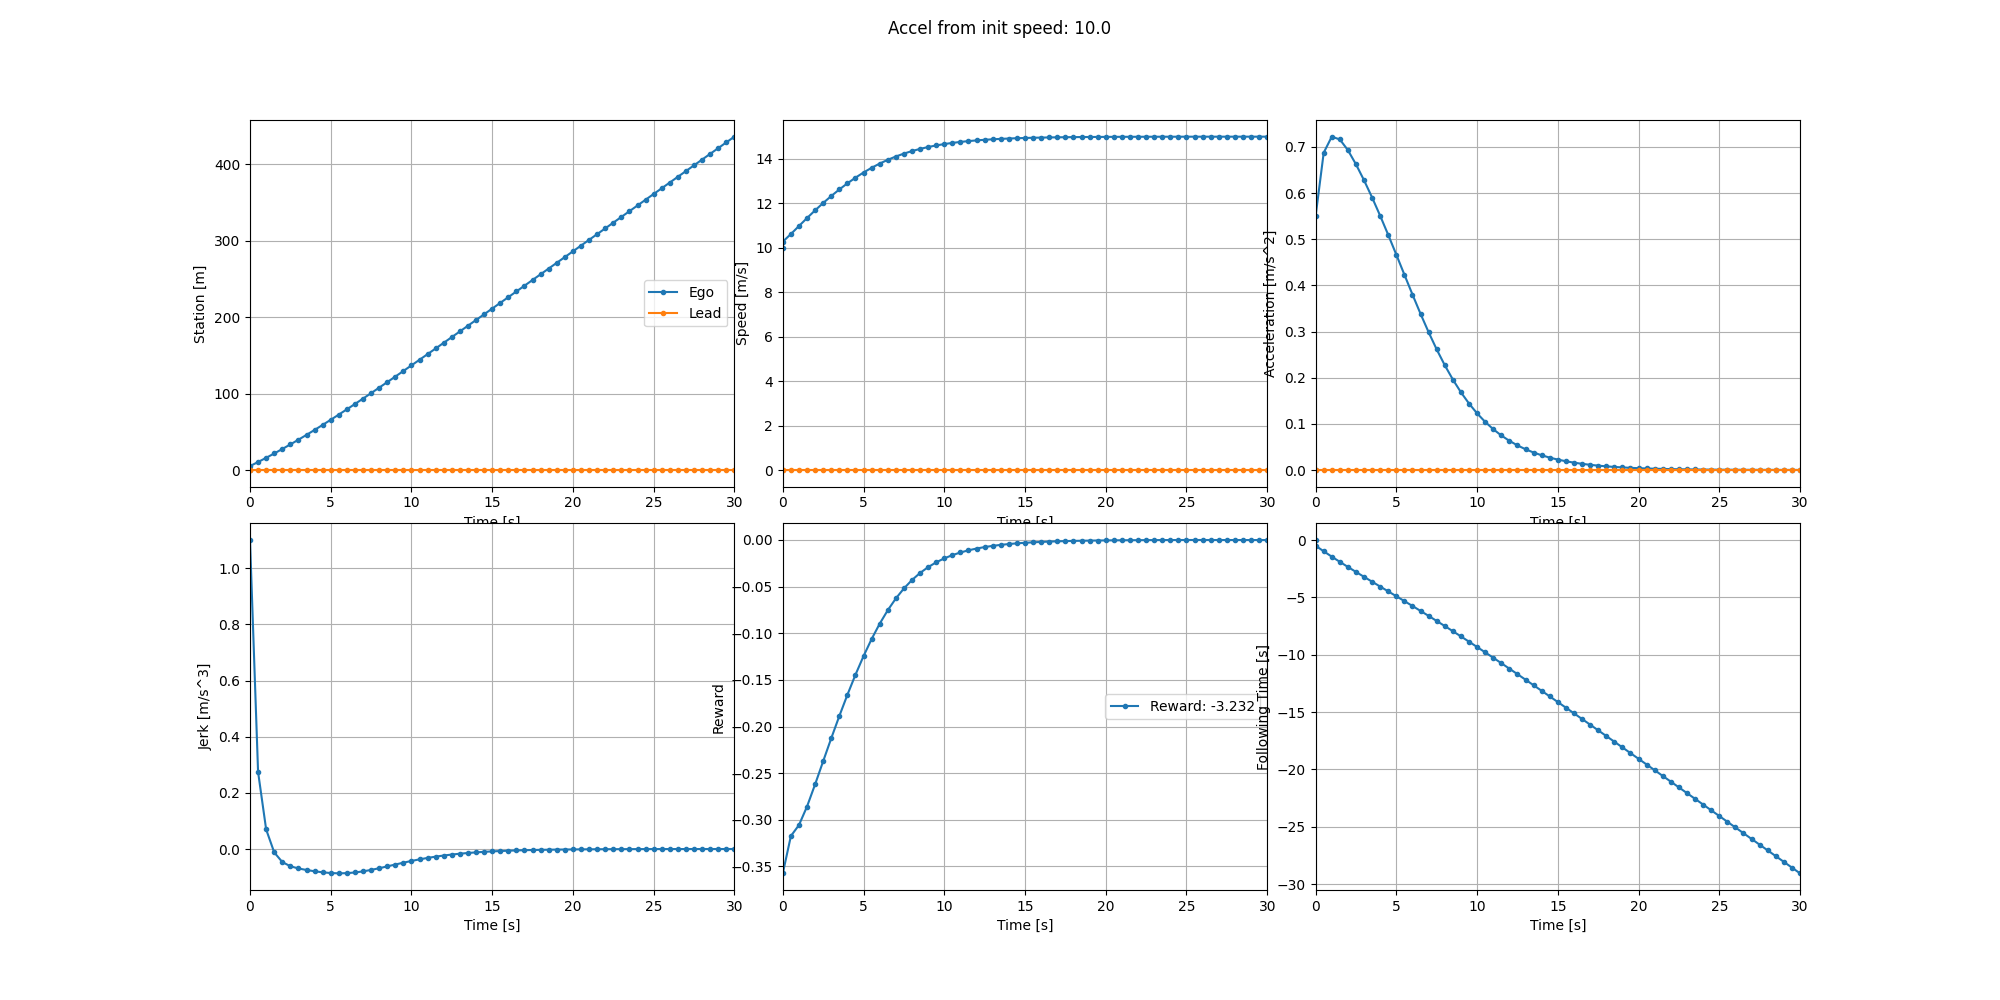 Accel from init speed: 10.0
Station [m]
400
300
200
100
0
Ego
Lead
0 5 10 15 20 25 30
Time [s]
Speed [m/s]
14
12
10
8
6
4
2
0
0 5 10 15 20 25 30
Time [s]
Acceleration [m/s^2]
0.7
0.6
0.5
0.4
0.3
0.2
0.1
0.0
0 5 10 15 20 25 30
Time [s]
Jerk [m/s^3]
1.0
0.8
0.6
0.4
0.2
0.0
0 5 10 15 20 25 30
Time [s]
Reward
0.00
−0.05
−0.10
−0.15
−0.20
−0.25
−0.30
−0.35
Reward: -3.232
0 5 10 15 20 25 30
Time [s]
Following Time [s]
0
−5
−10
−15
−20
−25
−30
0 5 10 15 20 25 30
Time [s]